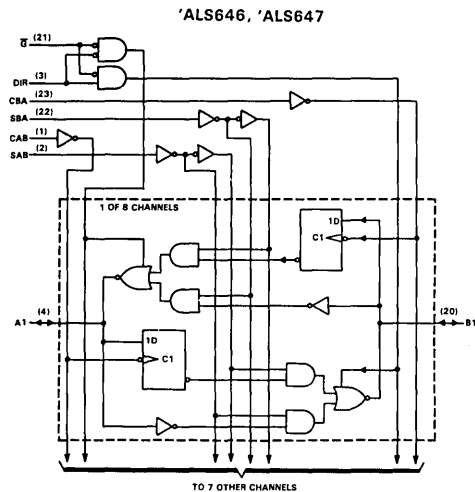 'ALS646, 'ALS647
G̅ (21)
DIR (3)
CBA (23)
SBA (22)
CAB (1)
SAB (2)
1 OF 8 CHANNELS
1D
C1
A1 (4)
(20) B1
1D
C1
TO 7 OTHER CHANNELS